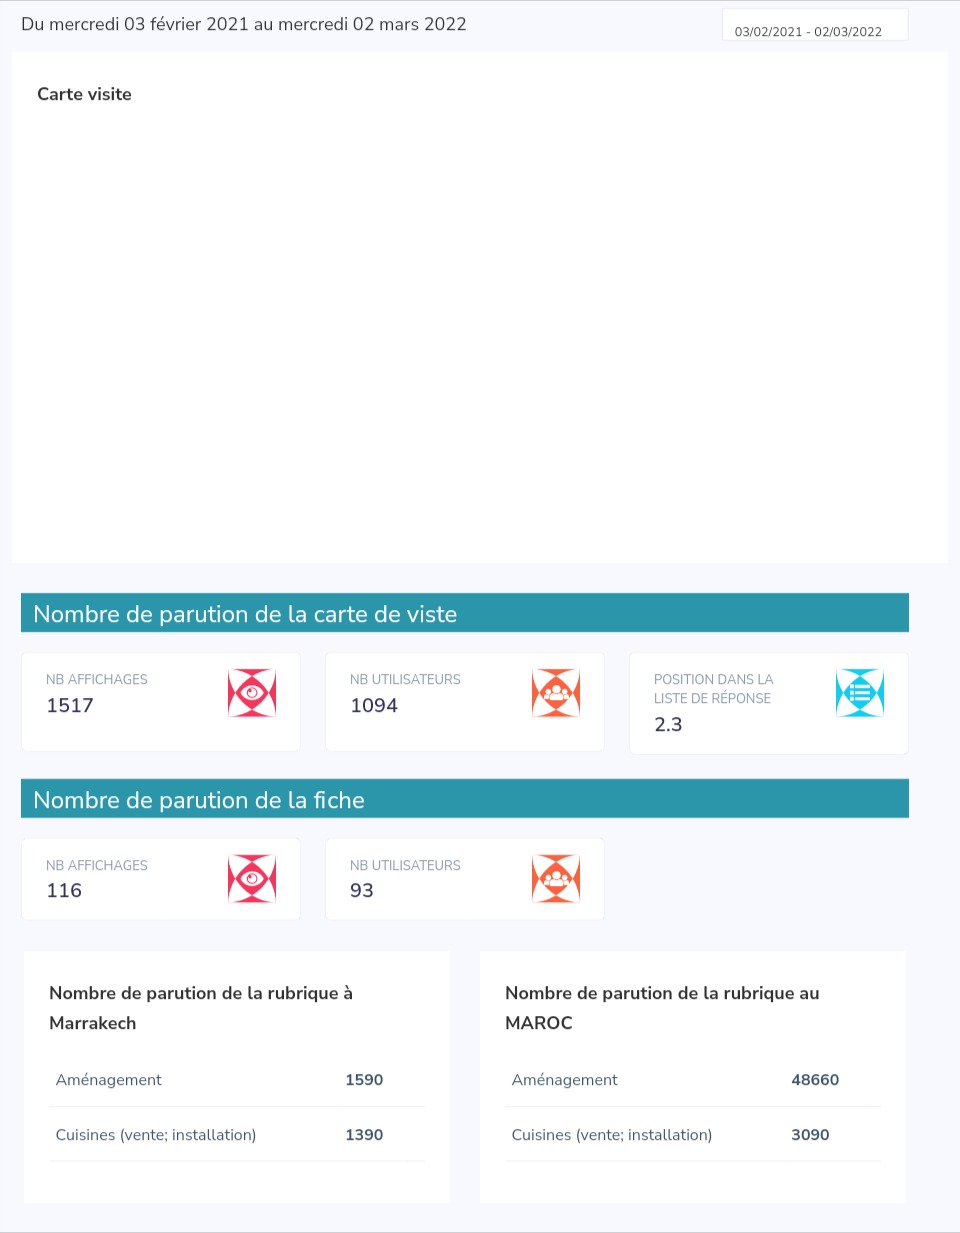 Du mercredi 03 février 2021 au mercredi 02 mars 2022
03/02/2021 - 02/03/2022
Carte visite
Nombre de parution de la carte de viste
NB AFFICHAGES
1517
NB UTILISATEURS
1094
POSITION DANS LA
LISTE DE RÉPONSE
2.3
Nombre de parution de la fiche
NB AFFICHAGES
116
NB UTILISATEURS
93
Nombre de parution de la rubrique à
Marrakech
Aménagement 1590
Cuisines (vente; installation) 1390
Nombre de parution de la rubrique au
MAROC
Aménagement 48660
Cuisines (vente; installation) 3090